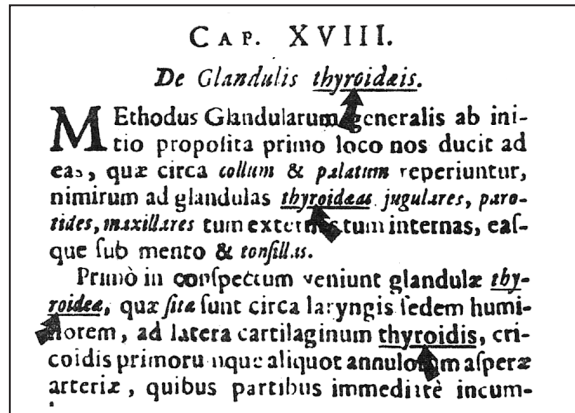 CAP. XVIII.
De Glandulis thyroidæis.
MEthodus Glandularum generalis ab ini-
tio propoſita primo loco nos ducit ad
eas, quæ circa collum & palatum reperiuntur,
nimirum ad glandulas thyroideas jugulares, paro-
tides, maxillares tum externas tum internas, eaſ-
que ſub mento & tonſillas.
Primò in conſpectum veniunt glandulæ thy-
roideæ, quæ ſitæ ſunt circa laryngis ſedem humi-
liorem, ad latera cartilaginum thyroidis, cri-
coidis primorumque aliquot annulorum aſperæ
arteriæ, quibus partibus immediatè incum-